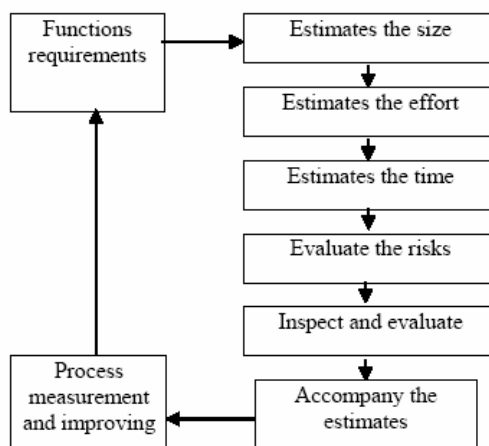 Functions
requirements
Estimates the size
Estimates the effort
Estimates the time
Evaluate the risks
Inspect and evaluate
Accompany the
estimates
Process
measurement
and improving